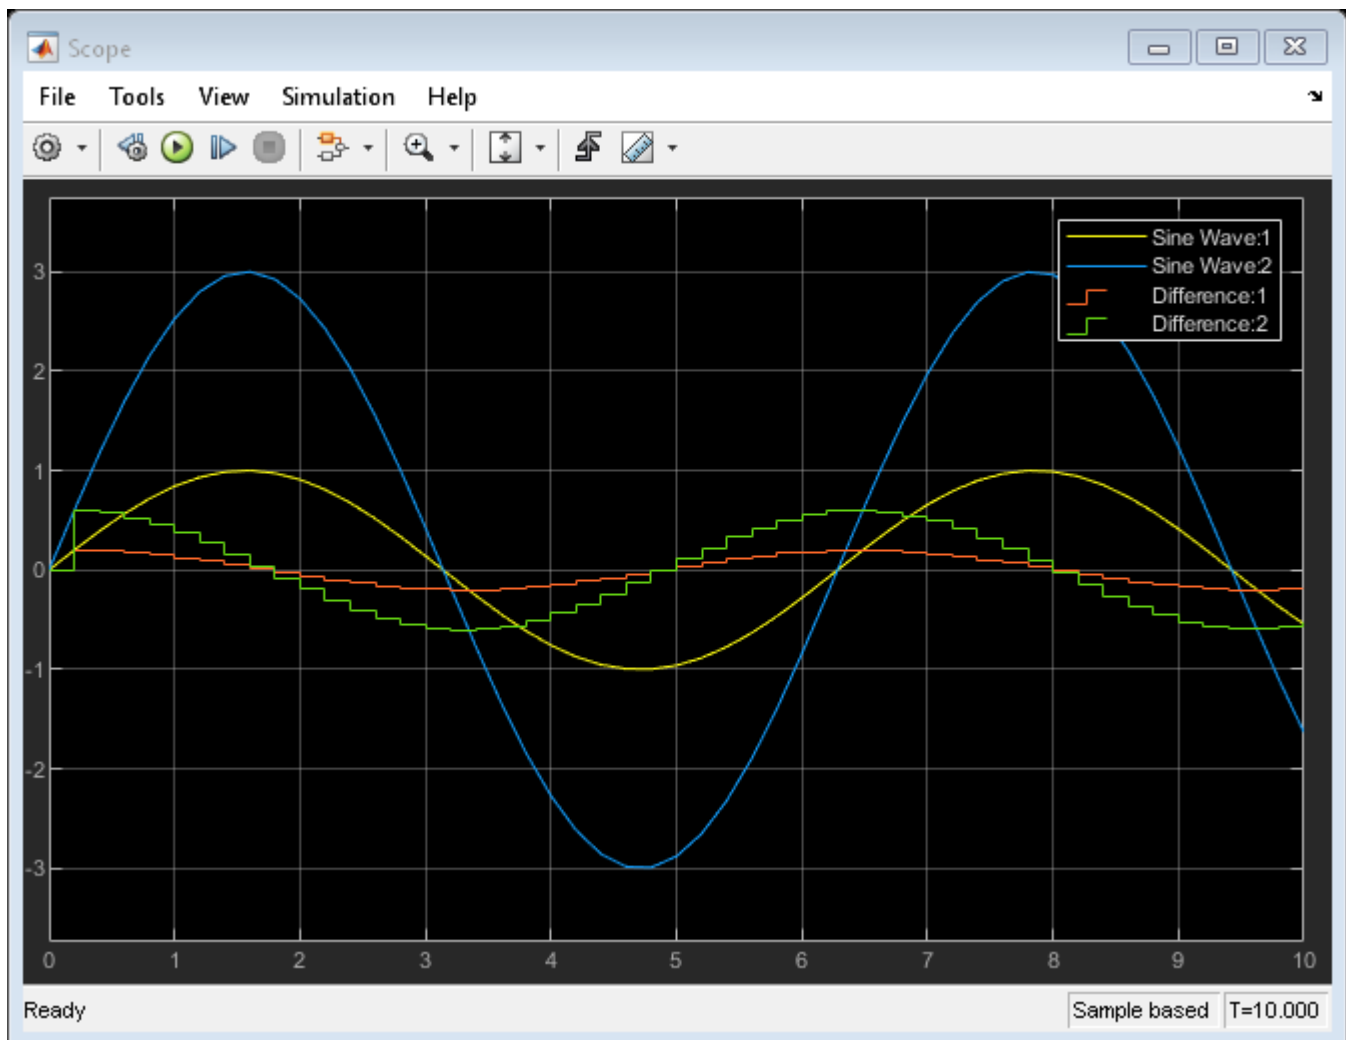 Scope
File Tools View Simulation Help
Sine Wave:1
Sine Wave:2
Difference:1
Difference:2
3
2
1
0
-1
-2
-3
0 1 2 3 4 5 6 7 8 9 10
Ready Sample based T=10.000